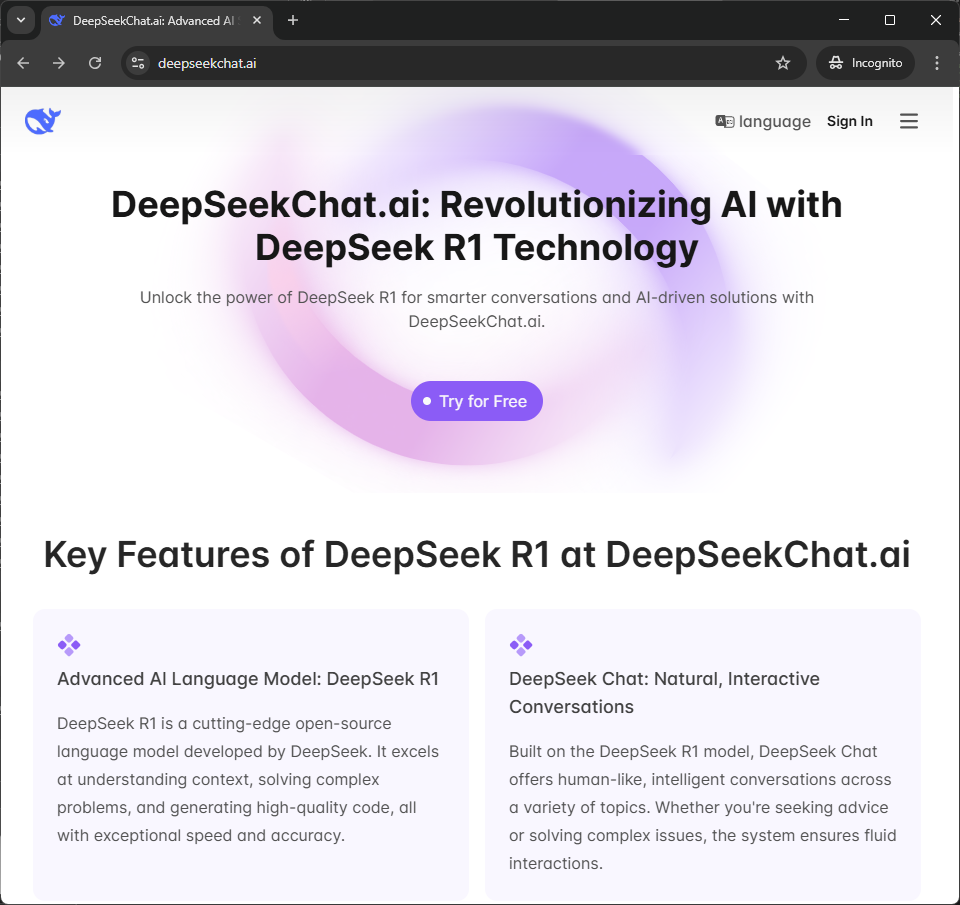 DeepSeekChat.ai: Advanced AI
deepseekchat.ai
Incognito
language
Sign In
DeepSeekChat.ai: Revolutionizing AI with
DeepSeek R1 Technology
Unlock the power of DeepSeek R1 for smarter conversations and AI-driven solutions with
DeepSeekChat.ai.
Try for Free
Key Features of DeepSeek R1 at DeepSeekChat.ai
Advanced AI Language Model: DeepSeek R1
DeepSeek R1 is a cutting-edge open-source
language model developed by DeepSeek. It excels
at understanding context, solving complex
problems, and generating high-quality code, all
with exceptional speed and accuracy.
DeepSeek Chat: Natural, Interactive
Conversations
Built on the DeepSeek R1 model, DeepSeek Chat
offers human-like, intelligent conversations across
a variety of topics. Whether you're seeking advice
or solving complex issues, the system ensures fluid
interactions.